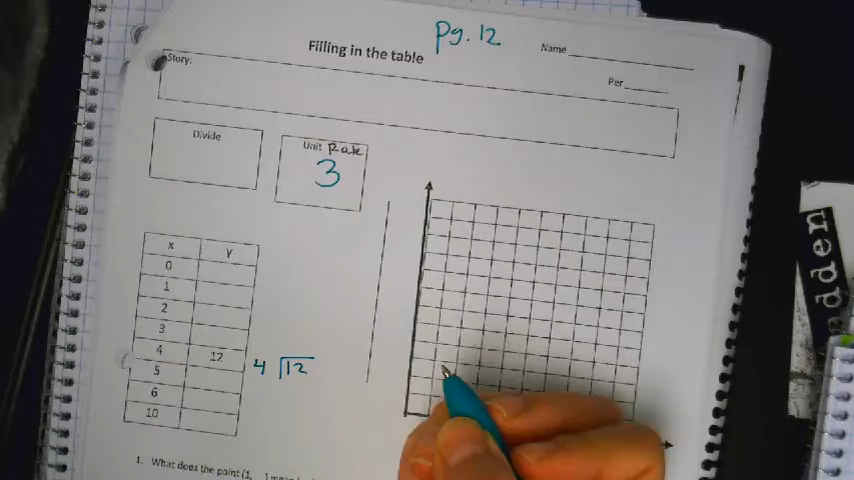 pg. 12
Filling in the table
Name
Per
Story:
Divide
Unit Rate
3
x y
0
1
2
3
4 12
5
6
10
4 12
1. What does the point (1,
dden